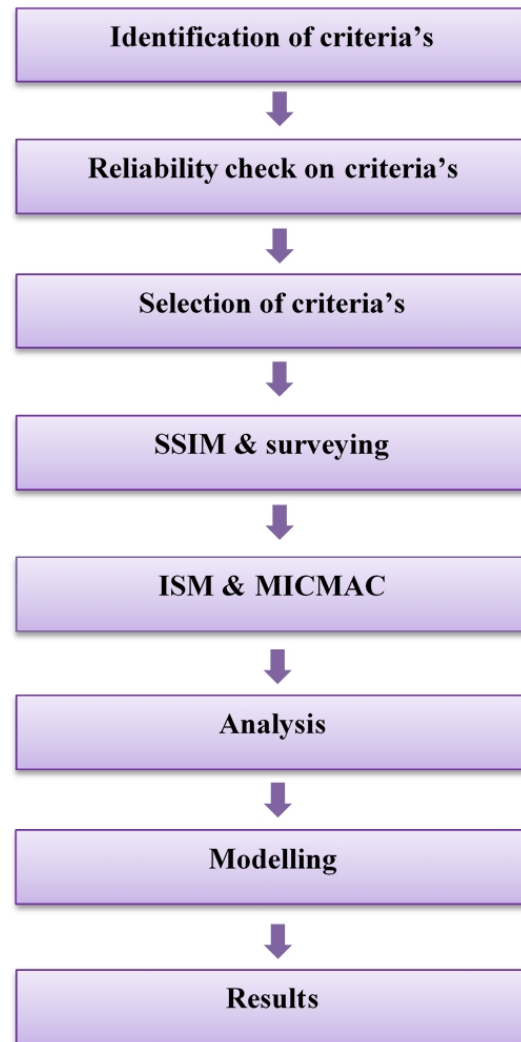 Identification of criteria’s
Reliability check on criteria’s
Selection of criteria’s
SSIM & surveying
ISM & MICMAC
Analysis
Modelling
Results